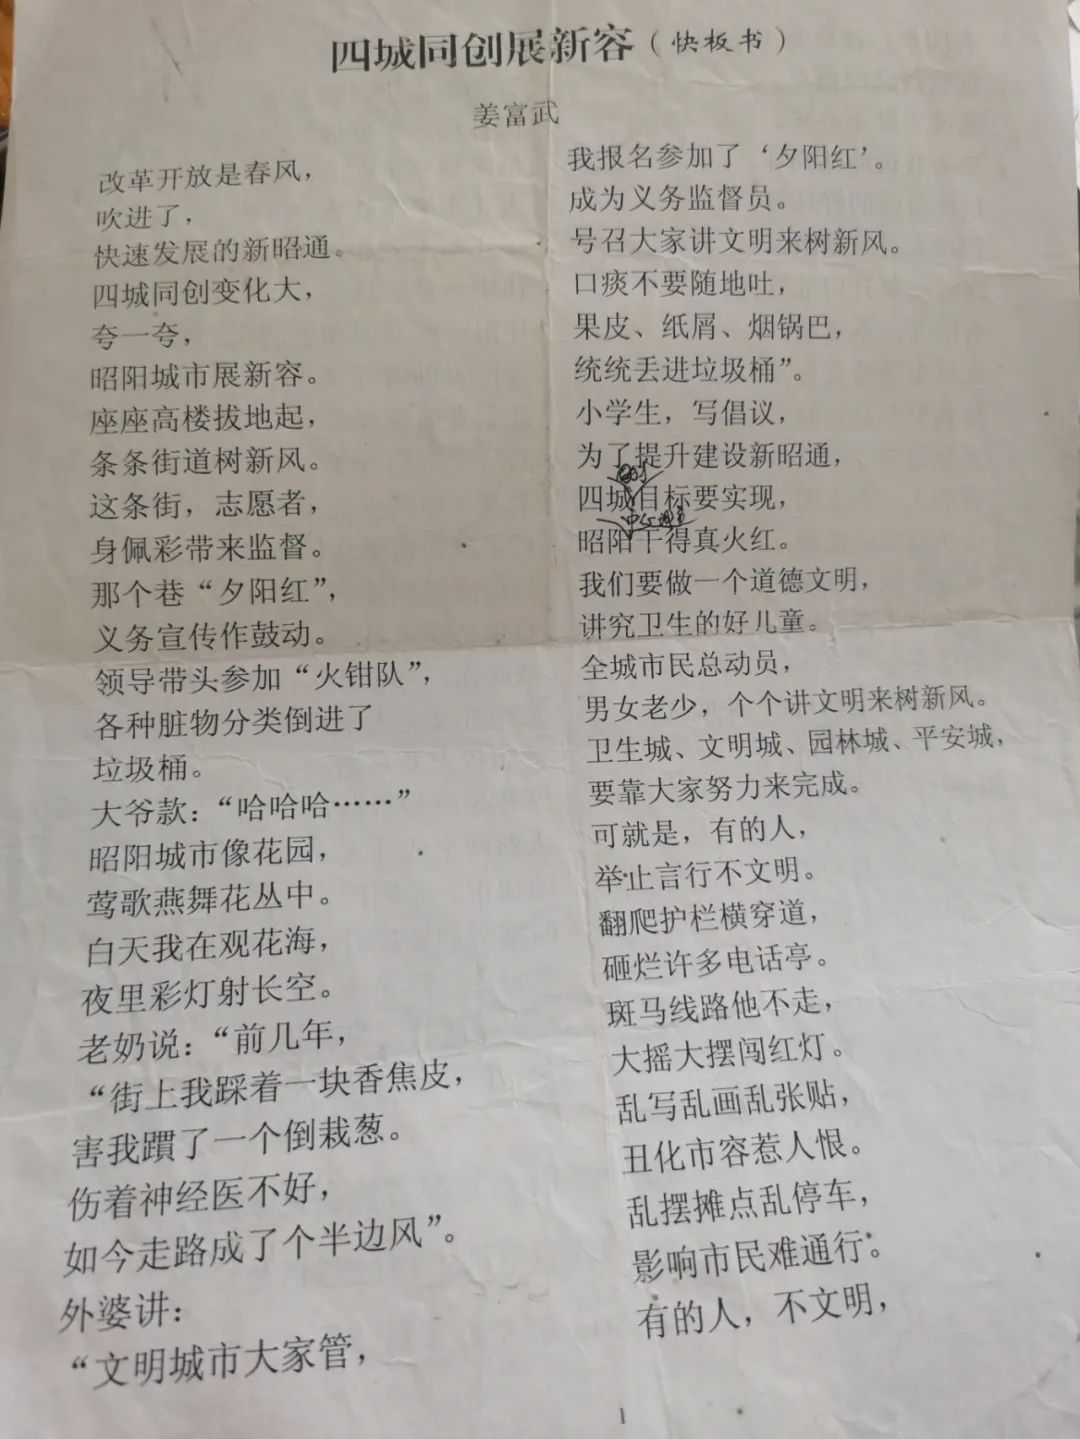 四城同创展新容（快板书）
姜富武
改革开放是春风，
吹进了，
快速发展的新昭通。
四城同创变化大，
夸一夸，
昭阳城市展新容。
座座高楼拔地起，
条条街道树新风。
这条街，志愿者，
身佩彩带来监督。
那个巷“夕阳红”，
义务宣传作鼓动。
领导带头参加“火钳队”，
各种脏物分类倒进了
垃圾桶。
大爷款：“哈哈哈……”
昭阳城市像花园，
莺歌燕舞花丛中。
白天我在观花海，
夜里彩灯射长空。
老奶说：“前几年，
“街上我踩着一块香焦皮，
害我躀了一个倒栽葱。
伤着神经医不好，
如今走路成了个半边风”。
外婆讲：
“文明城市大家管，
我报名参加了‘夕阳红’。
成为义务监督员。
号召大家讲文明来树新风。
口痰不要随地吐，
果皮、纸屑、烟锅巴，
统统丢进垃圾桶”。
小学生，写倡议，
为了提升建设新昭通，
四城目标要实现，
昭阳干得真火红。
我们要做一个道德文明，
讲究卫生的好儿童。
全城市民总动员，
男女老少，个个讲文明来树新风。
卫生城、文明城、园林城、平安城，
要靠大家努力来完成。
可就是，有的人，
举止言行不文明。
翻爬护栏横穿道，
砸烂许多电话亭。
斑马线路他不走，
大摇大摆闯红灯。
乱写乱画乱张贴，
丑化市容惹人恨。
乱摆摊点乱停车，
影响市民难通行。
有的人，不文明，
1